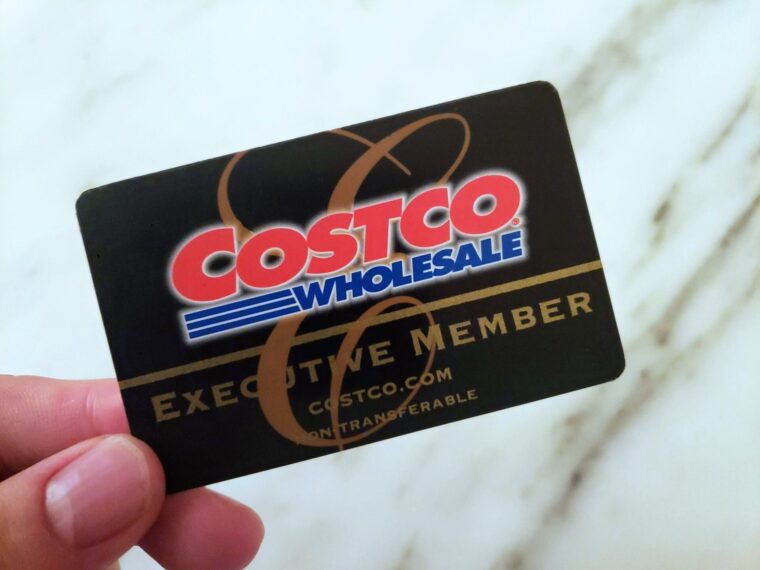 COSTCO®
WHOLESALE
EXECUTIVE MEMBER
COSTCO.COM
NON-TRANSFERABLE